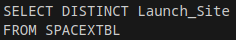 SELECT DISTINCT Launch_Site
FROM SPACEXTBL